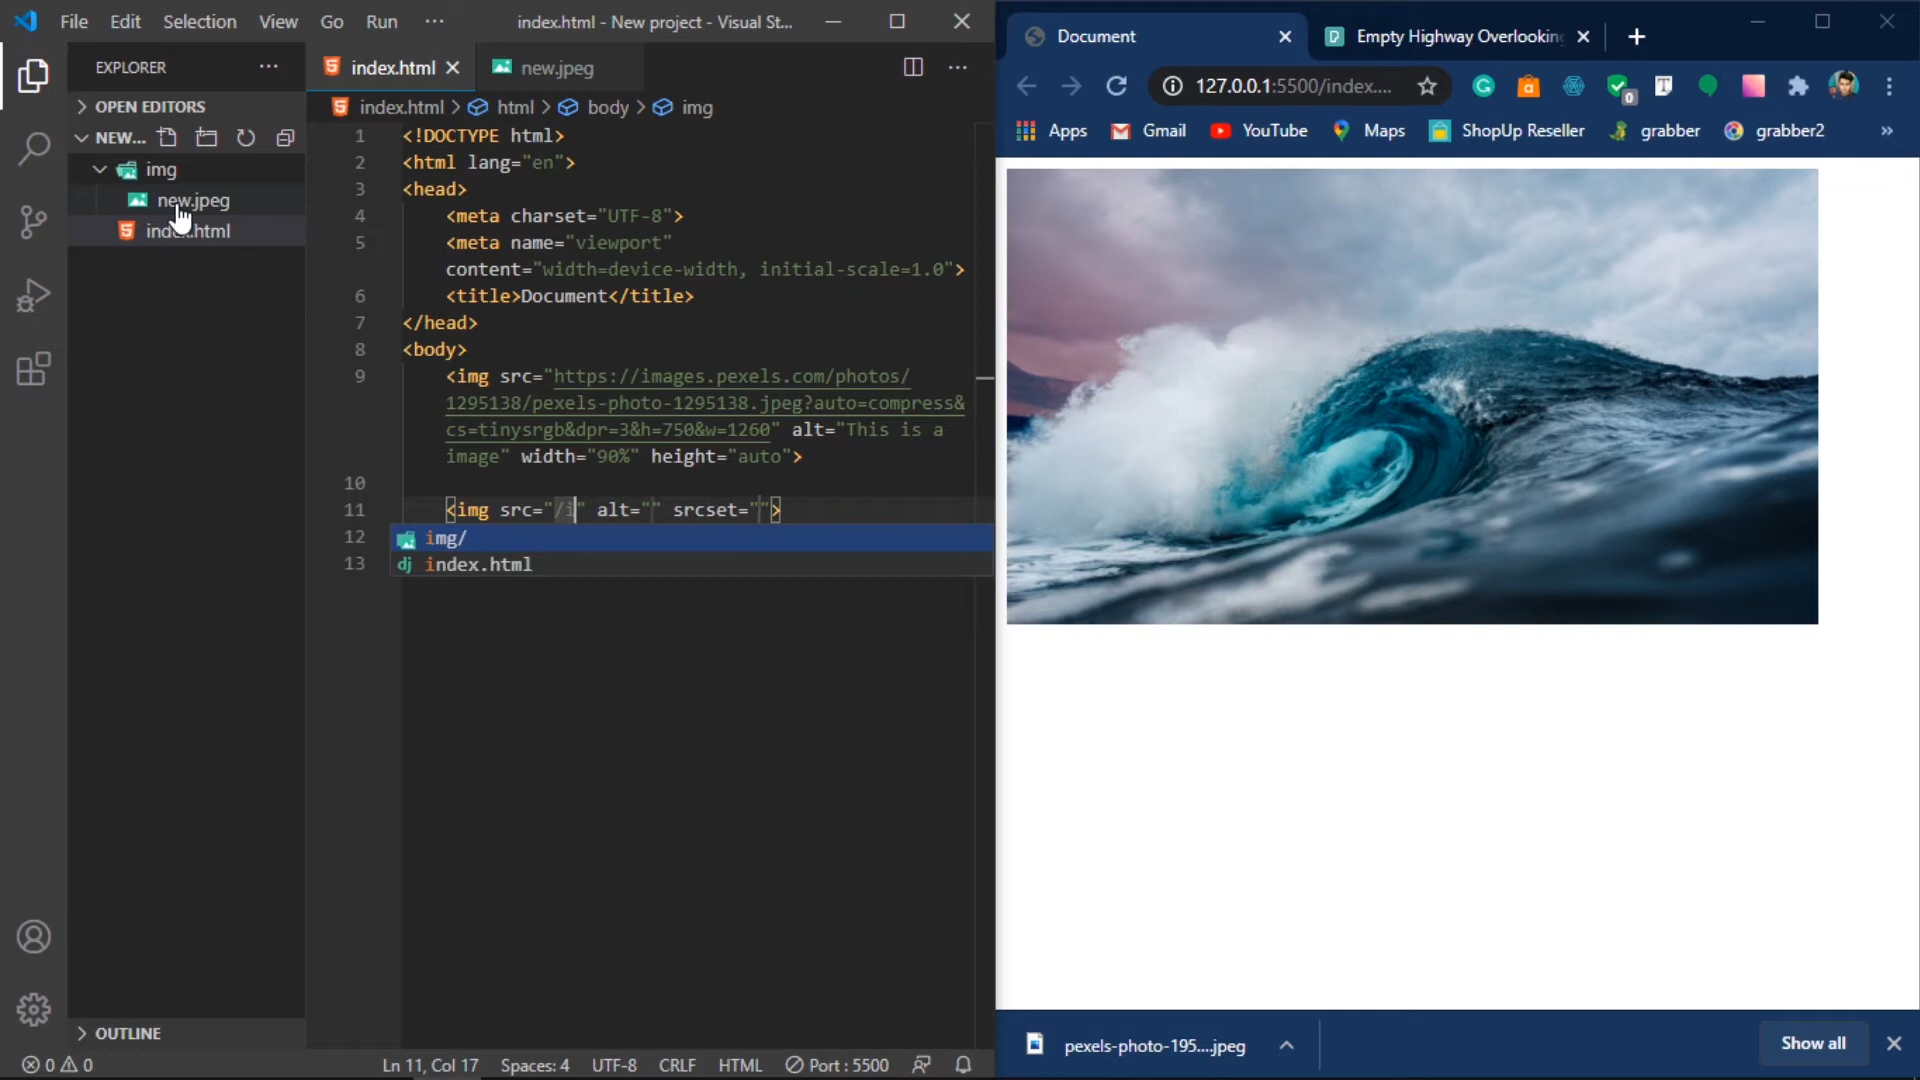 File Edit Selection View Go Run ··· index.html - New project - Visual St...
EXPLORER ···
OPEN EDITORS
NEW...
img
new.jpeg
index.html
OUTLINE
index.html new.jpeg ···
index.html > html > body > img
1 <!DOCTYPE html>
2 <html lang="en">
3 <head>
4 <meta charset="UTF-8">
5 <meta name="viewport"
content="width=device-width, initial-scale=1.0">
6 <title>Document</title>
7 </head>
8 <body>
9 <img src="https://images.pexels.com/photos/
1295138/pexels-photo-1295138.jpeg?auto=compress&
cs=tinysrgb&dpr=3&h=750&w=1260" alt="This is a
image" width="90%" height="auto">
10
11 <img src="/i" alt="" srcset="">
12 img/
13 dj index.html
0 0 Ln 11, Col 17 Spaces: 4 UTF-8 CRLF HTML Port : 5500
Document Empty Highway Overlooking
127.0.0.1:5500/index....
0
Apps Gmail YouTube Maps ShopUp Reseller grabber grabber2 »
pexels-photo-195....jpeg Show all